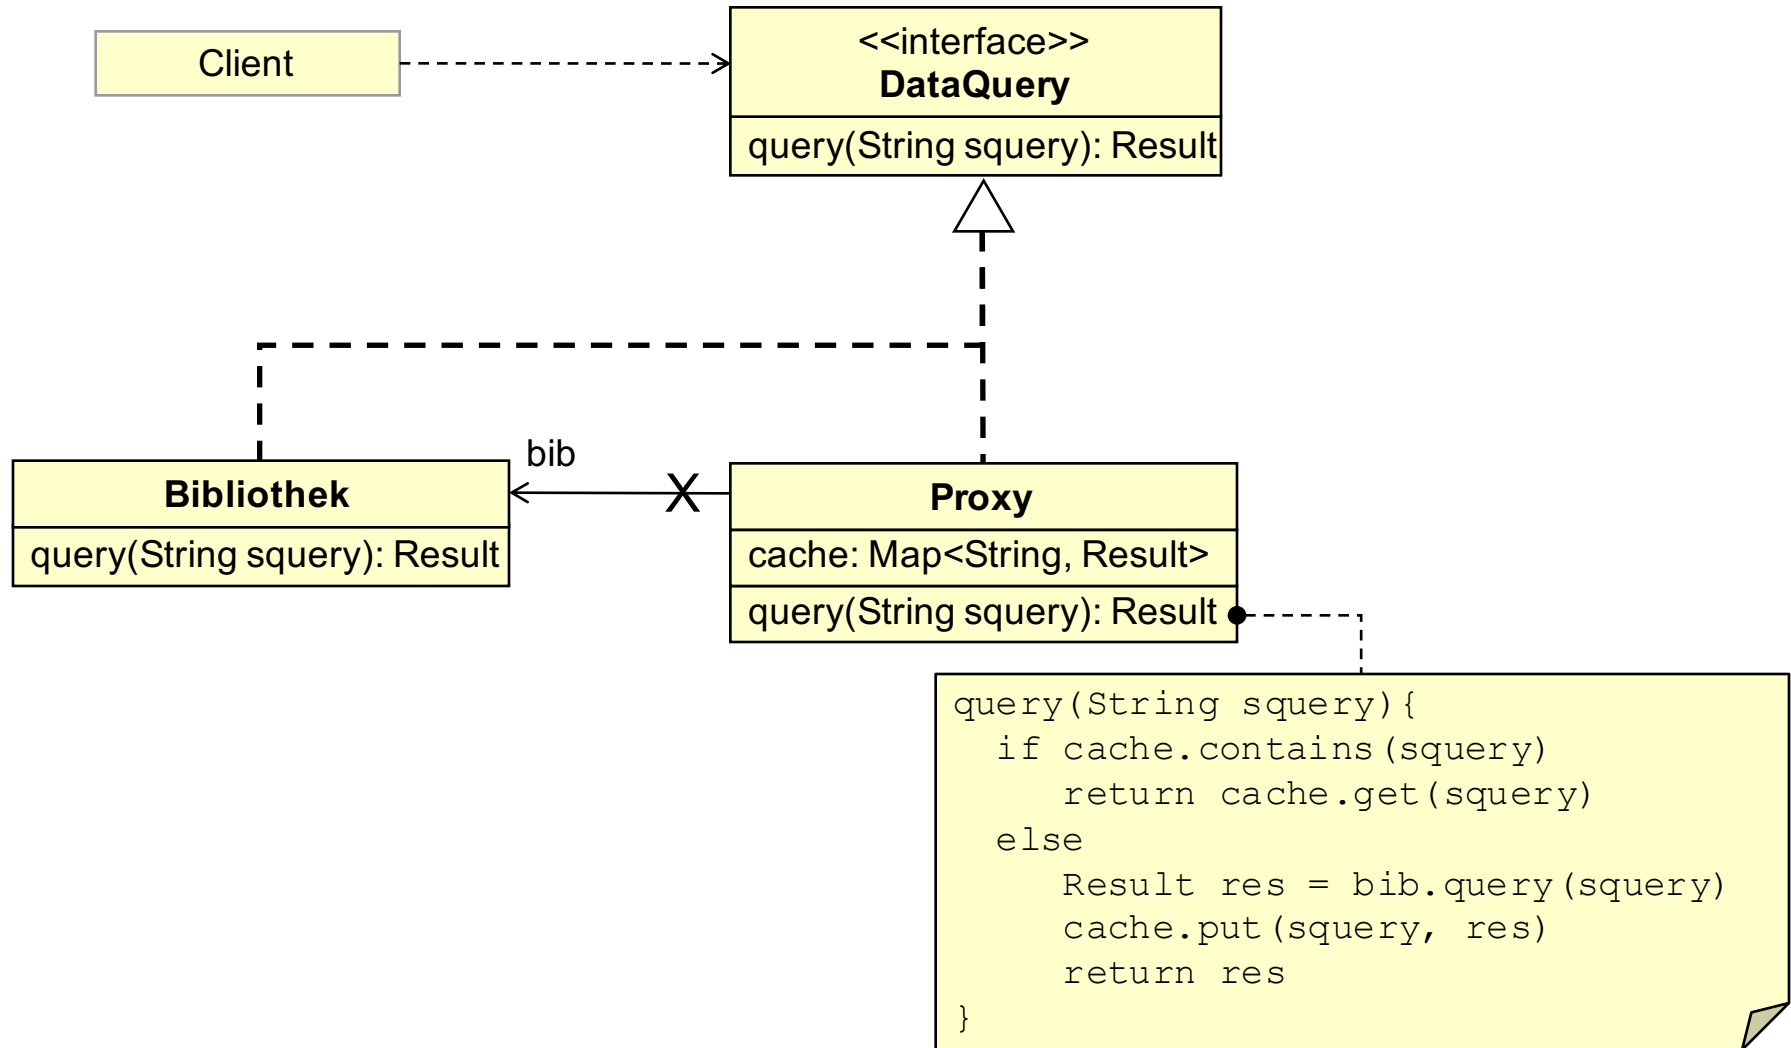 Client
<<interface>>
DataQuery
query(String squery): Result
bib
Bibliothek
query(String squery): Result
X
Proxy
cache: Map<String, Result>
query(String squery): Result
query(String squery){
if cache.contains(squery)
return cache.get(squery)
else
Result res = bib.query(squery)
cache.put(squery, res)
return res
}